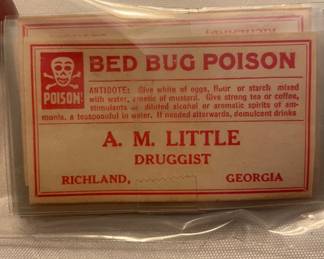 BED BUG POISON
POISON!
ANTIDOTE: Give white of eggs, flour or starch mixed
with water, emetic of mustard. Give strong tea or coffee,
stimulants of diluted alcohol or aromatic spirits of am-
monia, a teaspoonful in water. If needed afterwards, demulcent drinks
A. M. LITTLE
DRUGGIST
RICHLAND, GEORGIA